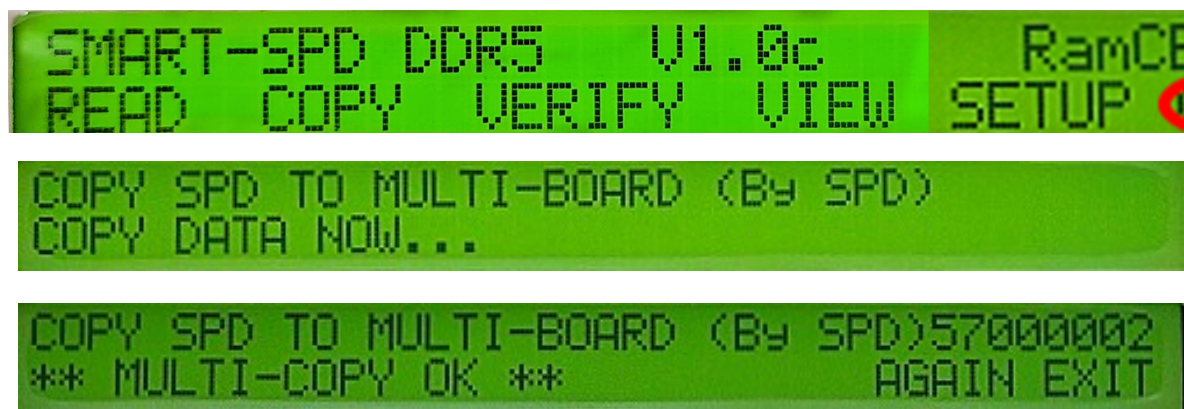 SMART-SPD DDR5 V1.0c RamCE
READ COPY VERIFY VIEW SETUP
COPY SPD TO MULTI-BOARD (By SPD)
COPY DATA NOW...
COPY SPD TO MULTI-BOARD (By SPD)57000002
** MULTI-COPY OK ** AGAIN EXIT